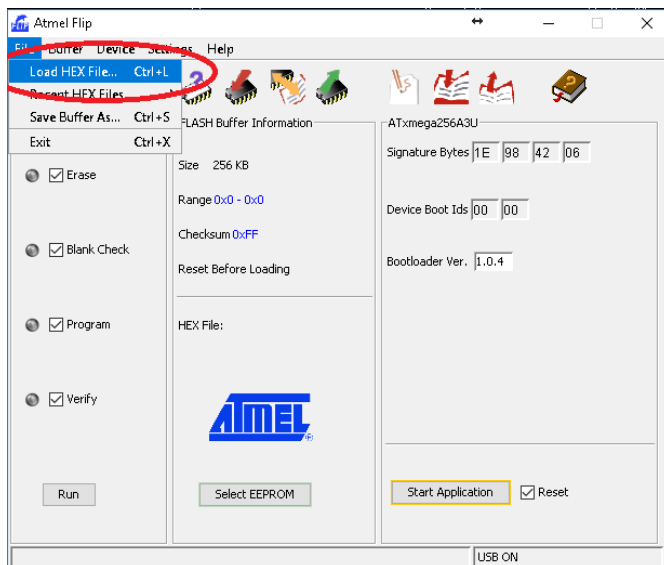 Atmel Flip
File Buffer Device Settings Help
Load HEX File... Ctrl+L
Recent HEX Files
Save Buffer As... Ctrl+S
Exit Ctrl+X
Erase
Blank Check
Program
Verify
Run
FLASH Buffer Information
Size 256 KB
Range 0x0 - 0x0
Checksum 0xFF
Reset Before Loading
HEX File:
ATMEL
Select EEPROM
ATxmega256A3U
Signature Bytes 1E 98 42 06
Device Boot Ids 00 00
Bootloader Ver. 1.0.4
Start Application Reset
USB ON